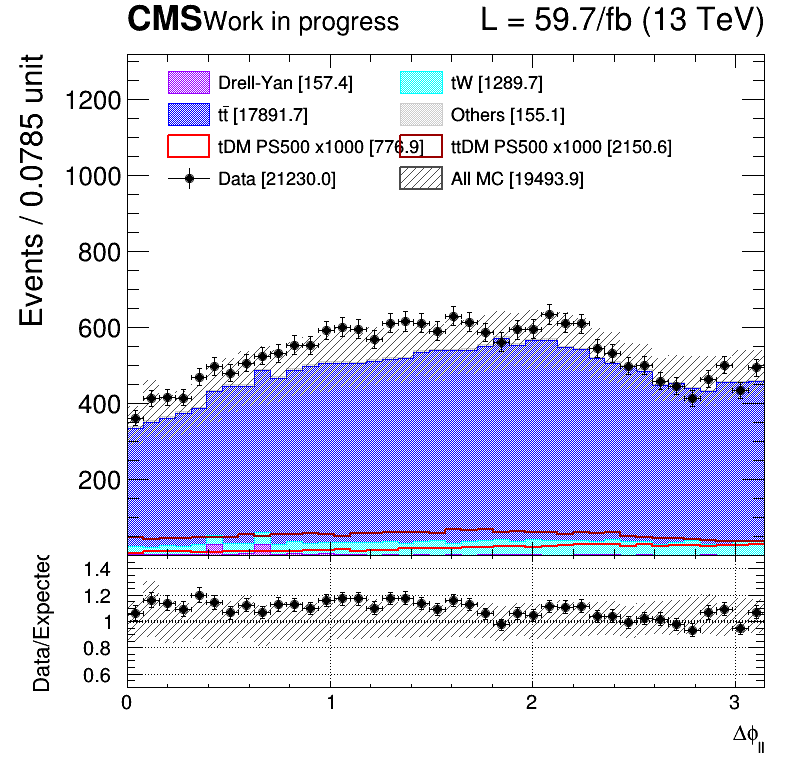 CMS Work in progress L = 59.7/fb (13 TeV)
Events / 0.0785 unit
Drell-Yan [157.4] tW [1289.7]
tt̄ [17891.7] Others [155.1]
tDM PS500 x1000 [776.9] ttDM PS500 x1000 [2150.6]
Data [21230.0] All MC [19493.9]
1200
1000
800
600
400
200
Data/Expected
1.4
1.2
1
0.8
0.6
0 1 2 3
Δϕll